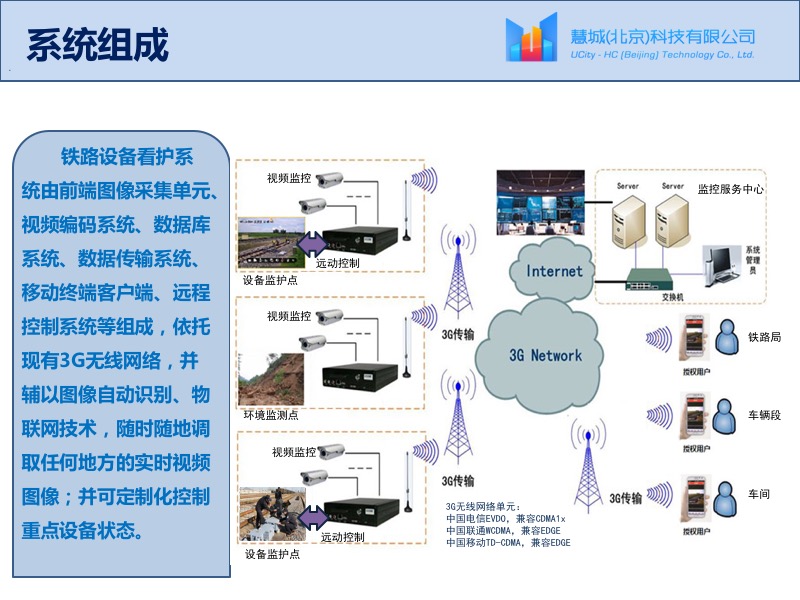 系统组成
慧城(北京)科技有限公司
UCity - HC (Beijing) Technology Co., Ltd.
铁路设备看护系
统由前端图像采集单元、
视频编码系统、数据库
系统、数据传输系统、
移动终端客户端、远程
控制系统等组成，依托
现有3G无线网络，并
辅以图像自动识别、物
联网技术，随时随地调
取任何地方的实时视频
图像；并可定制化控制
重点设备状态。
视频监控
远动控制
设备监护点
视频监控
环境监测点
视频监控
远动控制
设备监护点
3G传输
3G传输
3G无线网络单元：
中国电信EVDO，兼容CDMA1x
中国联通WCDMA，兼容EDGE
中国移动TD-CDMA，兼容EDGE
Internet
3G Network
3G传输
Server
Server
监控服务中心
系统
管理
员
交换机
授权用户
铁路局
授权用户
车辆段
授权用户
车间